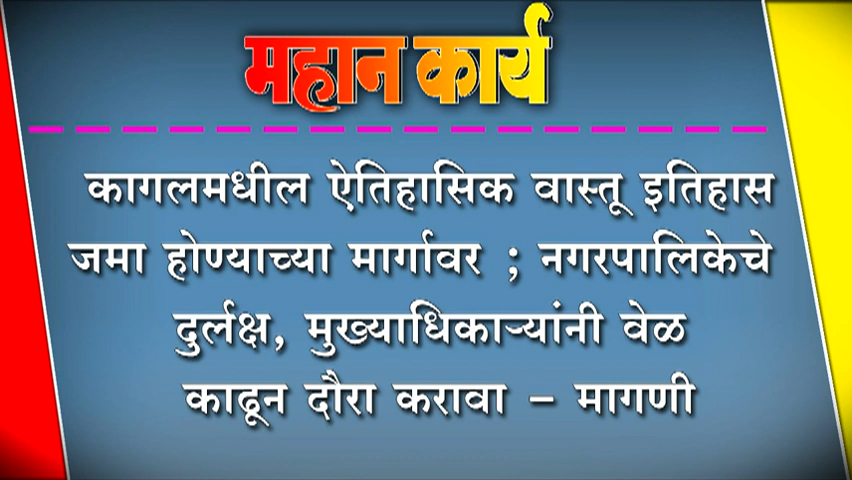 महान कार्य
कागलमधील ऐतिहासिक वास्तू इतिहास
जमा होण्याच्या मार्गावर ; नगरपालिकेचे
दुर्लक्ष, मुख्याधिकाऱ्यांनी वेळ
काढून दौरा करावा – मागणी